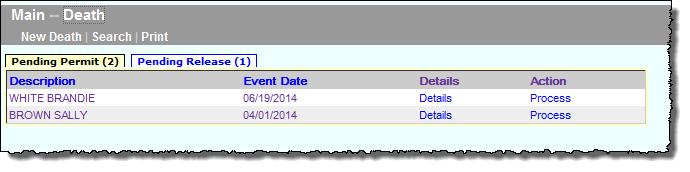 Main -- Death
New Death | Search | Print
Pending Permit (2) Pending Release (1)
Description Event Date Details Action
WHITE BRANDIE 06/19/2014 Details Process
BROWN SALLY 04/01/2014 Details Process